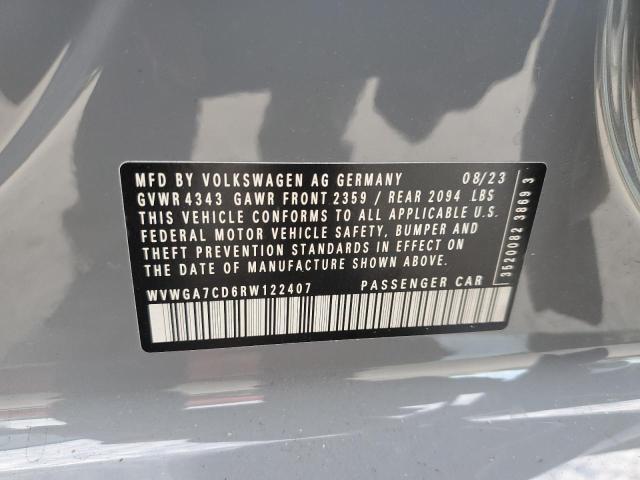 MFD BY VOLKSWAGEN AG GERMANY 08/23
GVWR 4343 GAWR FRONT 2359 / REAR 2094 LBS
THIS VEHICLE CONFORMS TO ALL APPLICABLE U.S.
FEDERAL MOTOR VEHICLE SAFETY, BUMPER AND
THEFT PREVENTION STANDARDS IN EFFECT ON
THE DATE OF MANUFACTURE SHOWN ABOVE.
WVWGA7CD6RW122407 PASSENGER CAR
3520082 3869 3